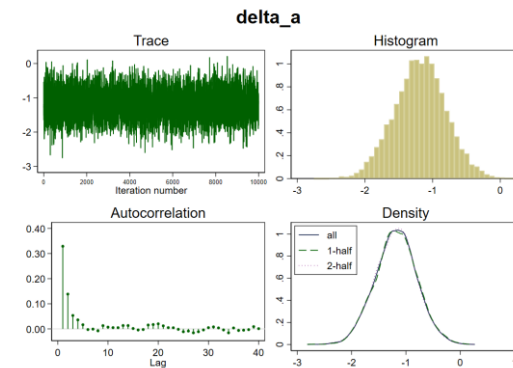 delta_a
Trace
Histogram
0
-1
-2
-3
0 2000 4000 6000 8000 10000
Iteration number
0 .2 .4 .6 .8 1
-3 -2 -1 0
Autocorrelation
Density
0.40
0.30
0.20
0.10
0.00
0 10 20 30 40
Lag
all
1-half
2-half
0 .2 .4 .6 .8 1
-3 -2 -1 0